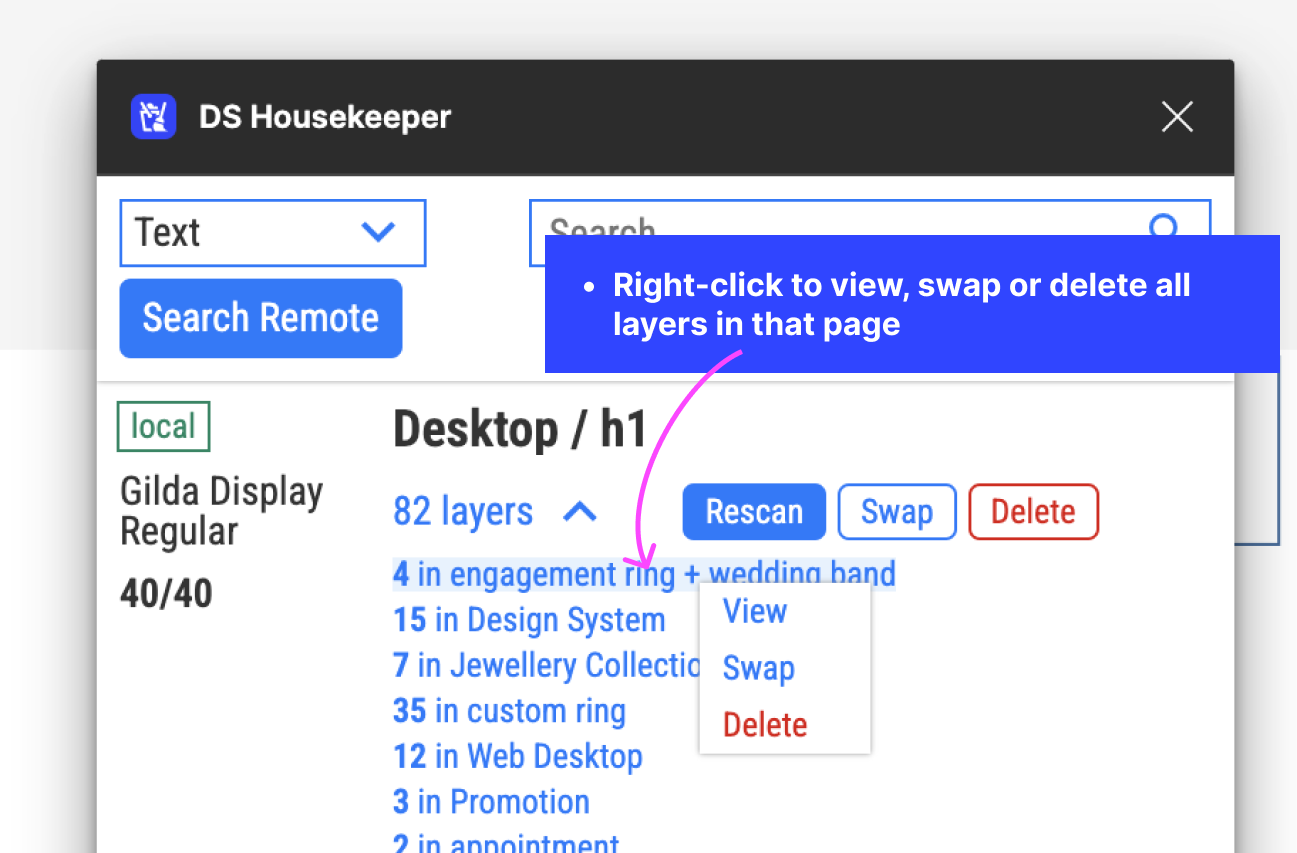 DS Housekeeper
Text
Search
Search Remote
• Right-click to view, swap or delete all
layers in that page
local
Desktop / h1
Gilda Display
Regular
40/40
82 layers
Rescan
Swap
Delete
4 in engagement ring + wedding band
15 in Design System
7 in Jewellery Collectio
35 in custom ring
12 in Web Desktop
3 in Promotion
2 in appointment
View
Swap
Delete